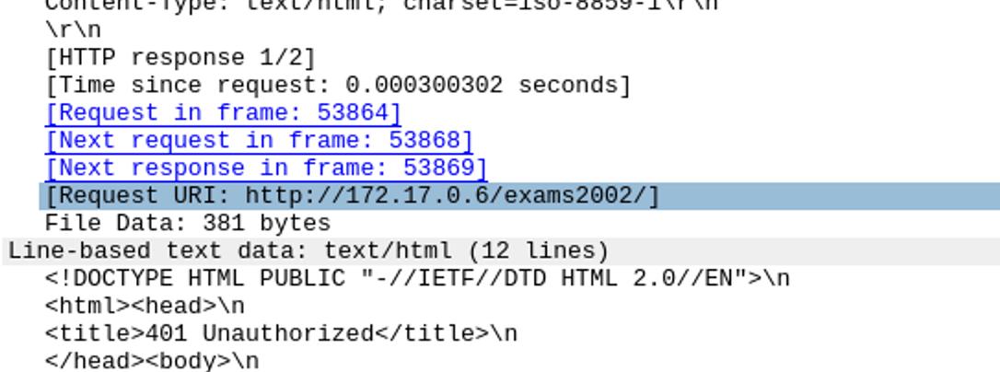 Content-Type: text/html; charset=iso-8859-1\r\n
\r\n
[HTTP response 1/2]
[Time since request: 0.000300302 seconds]
[Request in frame: 53864]
[Next request in frame: 53868]
[Next response in frame: 53869]
[Request URI: http://172.17.0.6/exams2002/]
File Data: 381 bytes
Line-based text data: text/html (12 lines)
<!DOCTYPE HTML PUBLIC "-//IETF//DTD HTML 2.0//EN">\n
<html><head>\n
<title>401 Unauthorized</title>\n
</head><body>\n